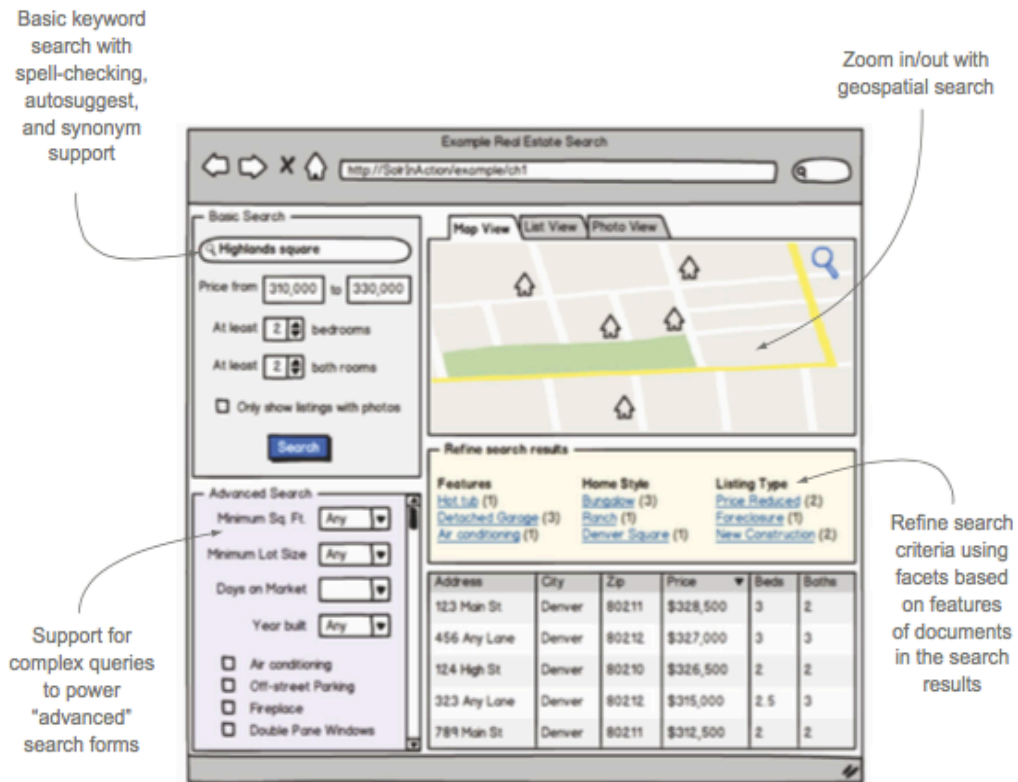 Basic keyword
search with
spell-checking,
autosuggest,
and synonym
support
Zoom in/out with
geospatial search
Example Real Estate Search
http://SolrInAction/example/ch1
Basic Search
Highlands square
Price from 310,000 to 330,000
At least 2 bedrooms
At least 2 bath rooms
Only show listings with photos
Search
Map View List View Photo View
Refine search results
Features Home Style Listing Type
Hot tub (1) Bungalow (3) Price Reduced (2)
Detached Garage (3) Ranch (1) Foreclosure (1)
Air conditioning (1) Denver Square (1) New Construction (2)
Advanced Search
Minimum Sq. Ft. Any
Minimum Lot Size Any
Days on Market
Year built Any
Air conditioning
Off-street Parking
Fireplace
Double Pane Windows
Address City Zip Price Beds Baths
123 Main St Denver 80211 $328,500 3 2
456 Any Lane Denver 80212 $327,000 3 3
124 High St Denver 80210 $326,500 2 2
323 Any Lane Denver 80212 $315,000 2.5 3
789 Main St Denver 80211 $312,500 2 2
Refine search
criteria using
facets based
on features
of documents
in the search
results
Support for
complex queries
to power
“advanced”
search forms